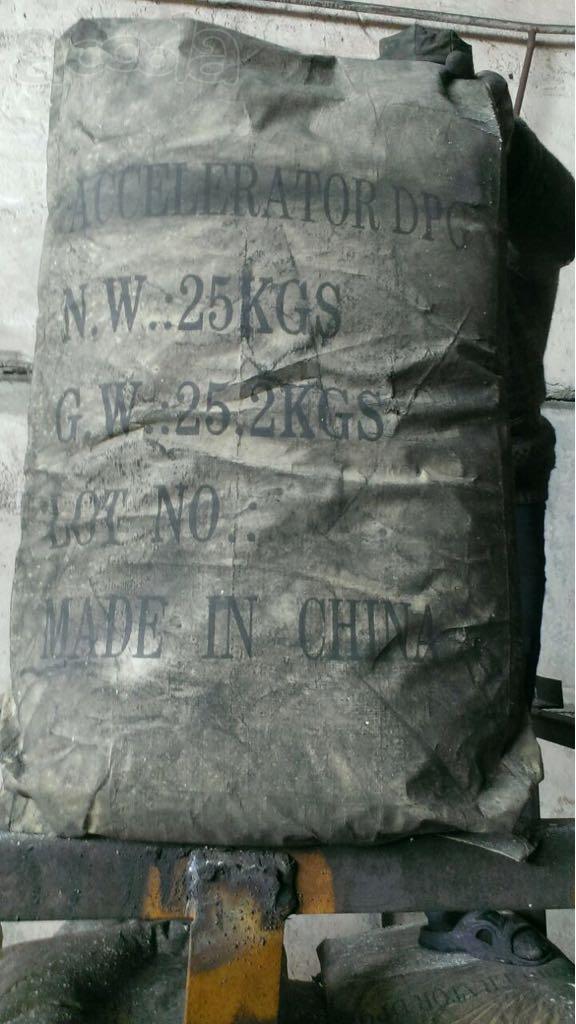 ACCELERATOR DPG
N.W.:25KGS
G.W.:25.2KGS
LOT NO.:
MADE IN CHINA